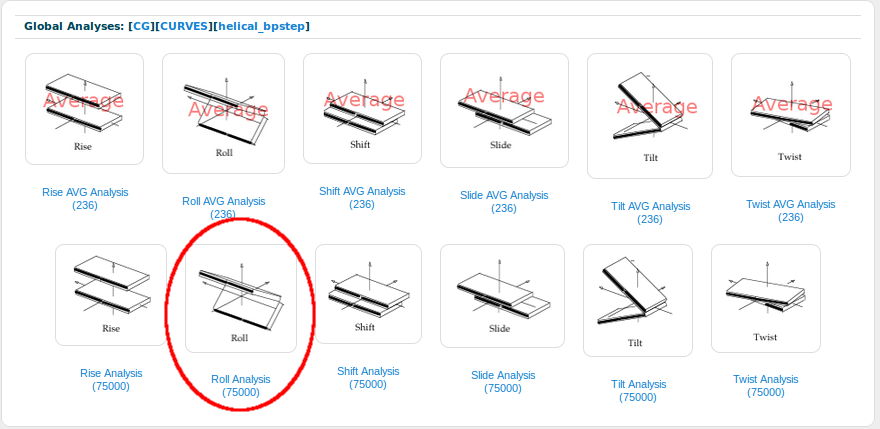 Global Analyses: [CG][CURVES][helical_bpstep]
Average Average Average Average Average Average
Rise Roll Shift Slide Tilt Twist
Rise AVG Analysis Roll AVG Analysis Shift AVG Analysis Slide AVG Analysis Tilt AVG Analysis Twist AVG Analysis
(236) (236) (236) (236) (236) (236)
Rise Roll Shift Slide Tilt Twist
Rise Analysis Roll Analysis Shift Analysis Slide Analysis Tilt Analysis Twist Analysis
(75000) (75000) (75000) (75000) (75000) (75000)